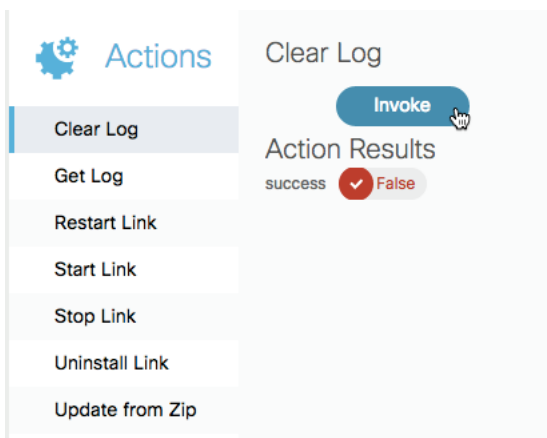 Actions
Clear Log
Get Log
Restart Link
Start Link
Stop Link
Uninstall Link
Update from Zip
Clear Log
Invoke
Action Results
success False